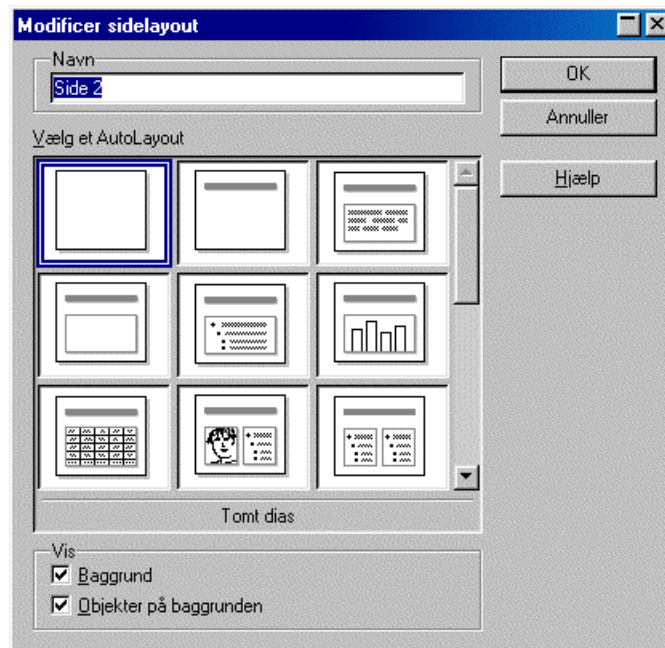 Modificer sidelayout
Navn
Side 2
OK
Annuller
Hjælp
Vælg et AutoLayout
Tomt dias
Vis
Baggrund
Objekter på baggrunden